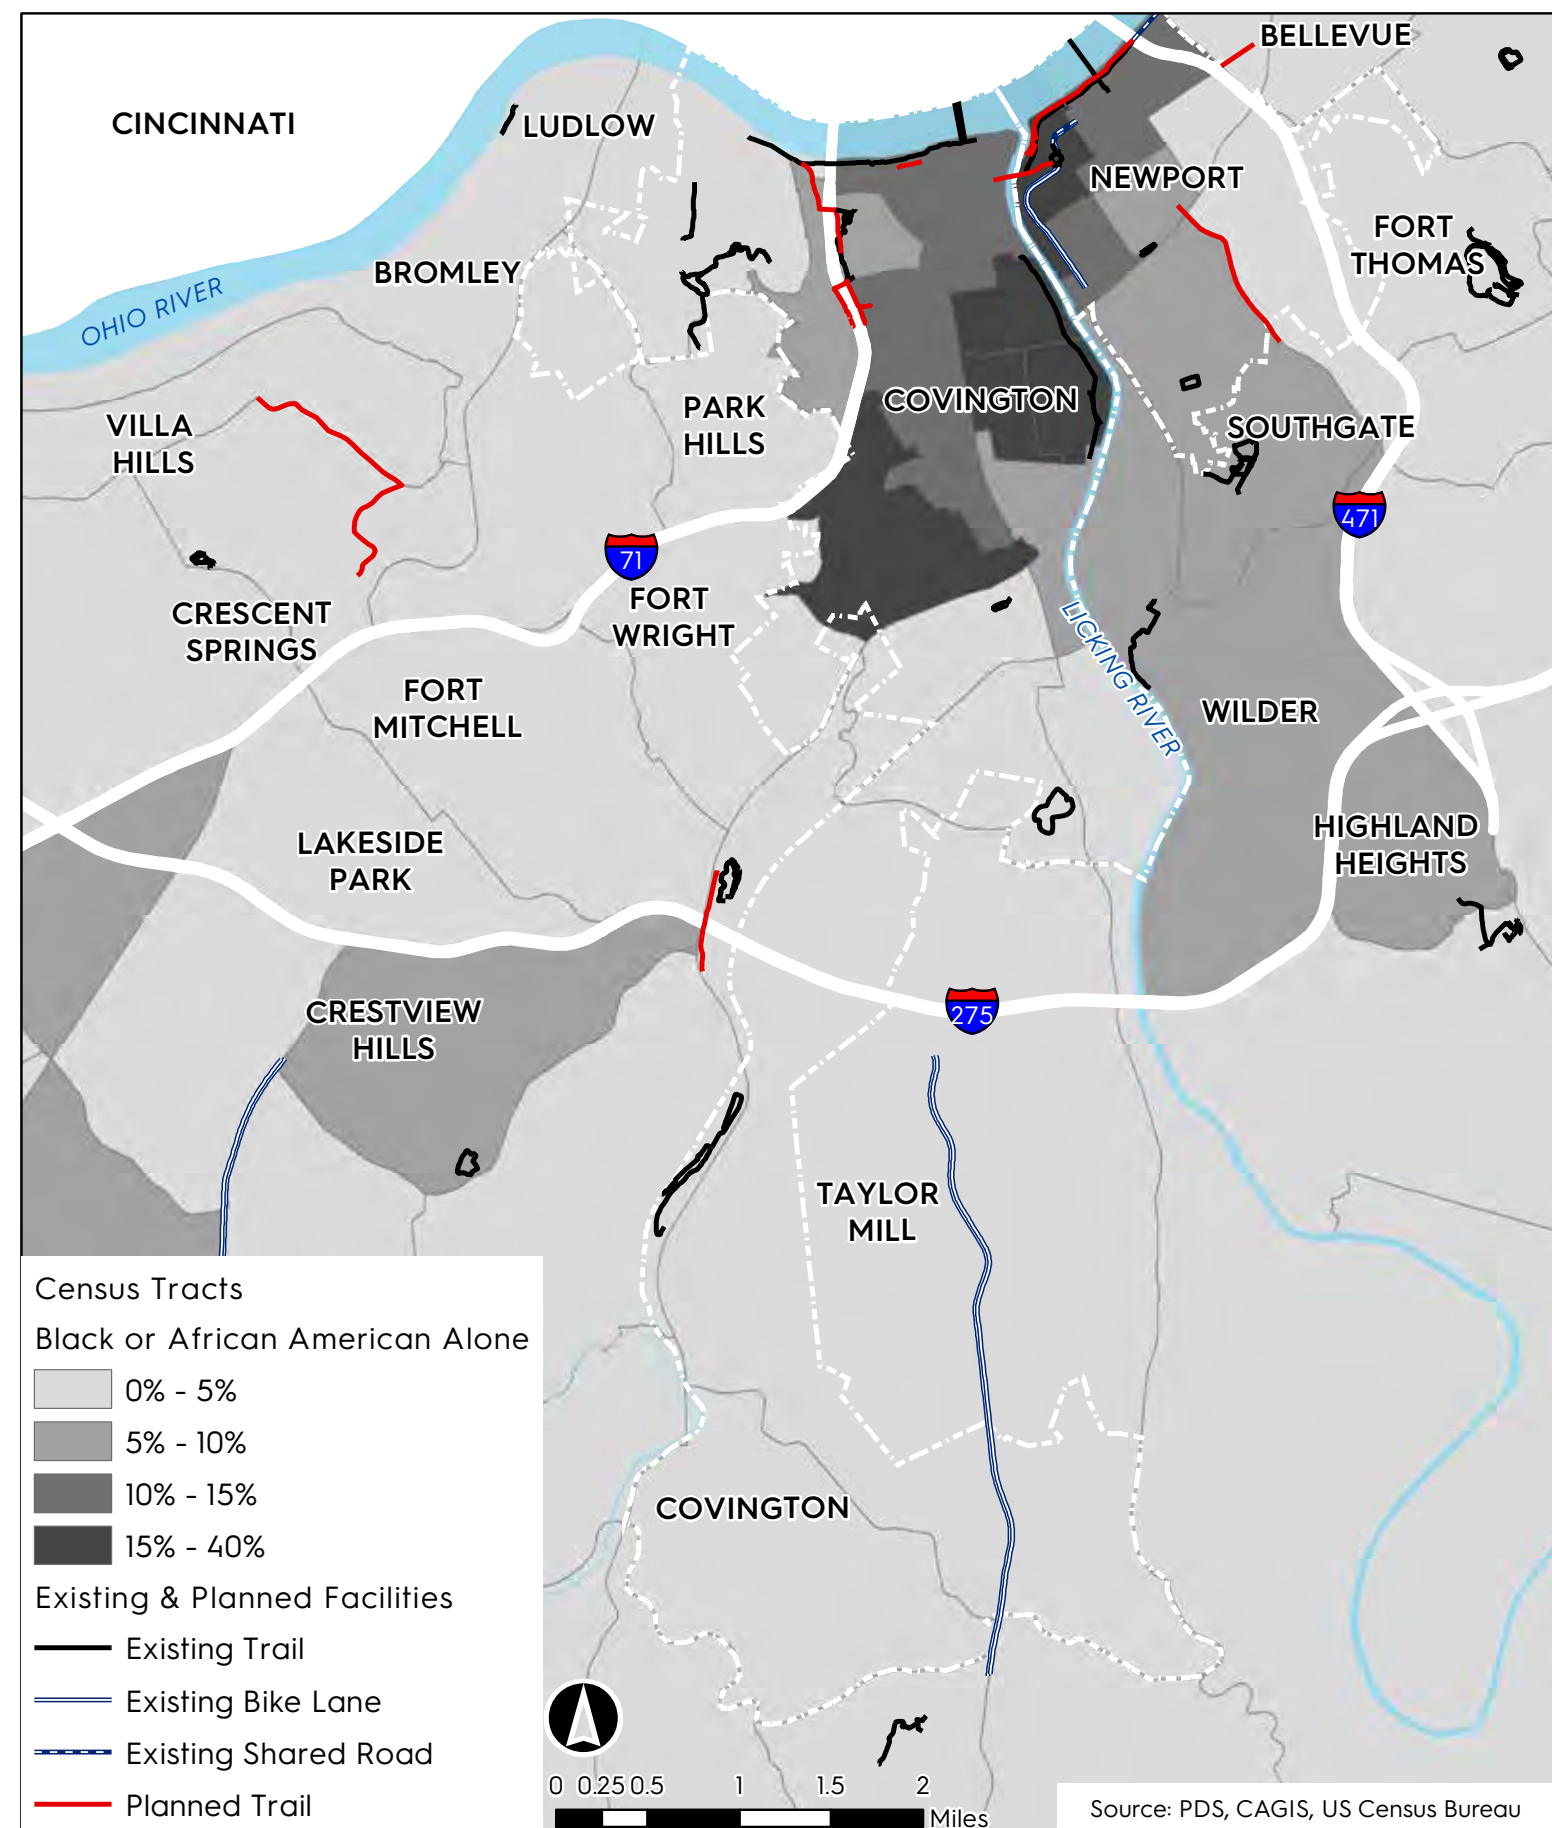 BELLEVUE
CINCINNATI
LUDLOW
NEWPORT
FORT
THOMAS
BROMLEY
OHIO RIVER
PARK
HILLS
COVINGTON
VILLA
HILLS
SOUTHGATE
471
71
CRESCENT
SPRINGS
FORT
WRIGHT
LICKING RIVER
FORT
MITCHELL
WILDER
LAKESIDE
PARK
HIGHLAND
HEIGHTS
CRESTVIEW
HILLS
275
TAYLOR
MILL
COVINGTON
Census Tracts
Black or African American Alone
0% - 5%
5% - 10%
10% - 15%
15% - 40%
Existing & Planned Facilities
Existing Trail
Existing Bike Lane
Existing Shared Road
Planned Trail
0 0.25 0.5 1 1.5 2
Miles
Source: PDS, CAGIS, US Census Bureau